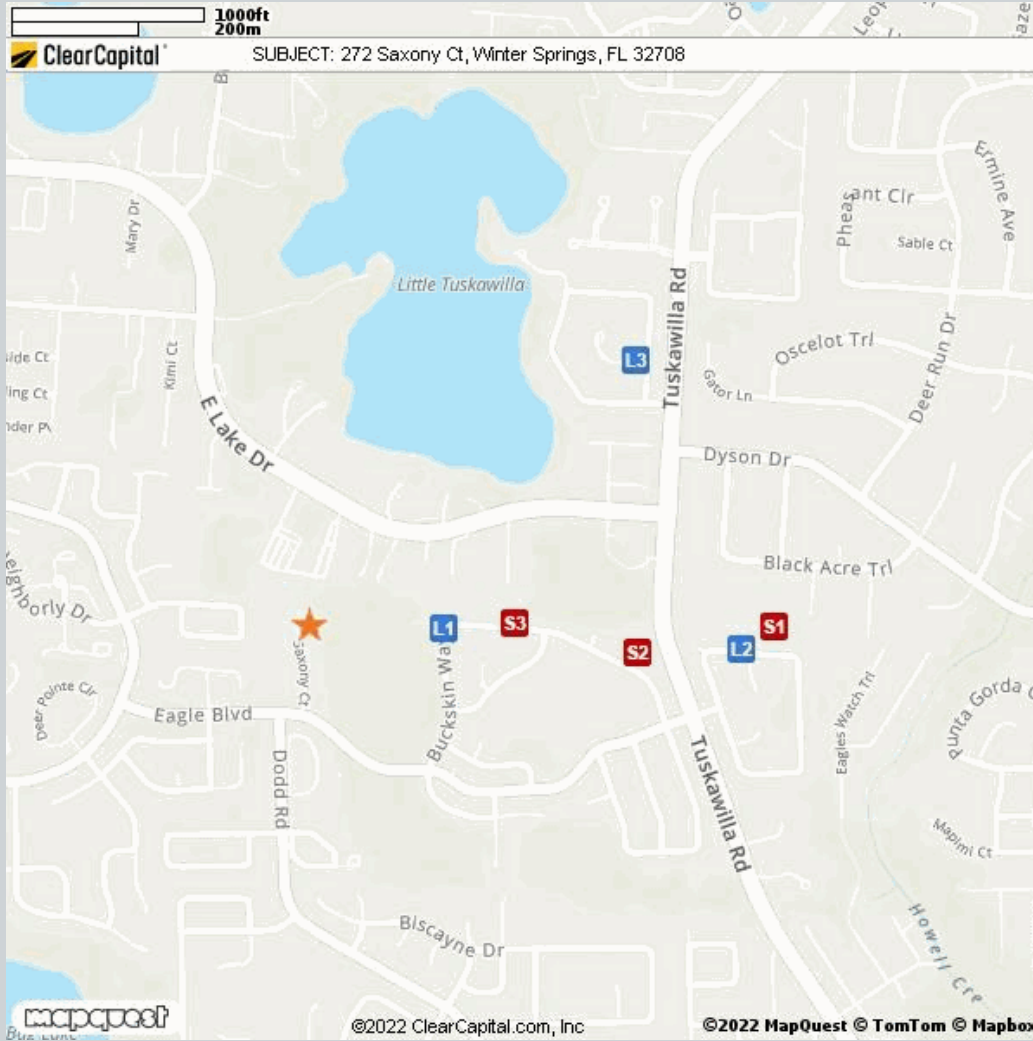 1000ft
200m
ClearCapital
SUBJECT: 272 Saxony Ct, Winter Springs, FL 32708
Ermine Ave
Pheasant Cir
Mary Dr
Sable Ct
Little Tuskawilla
Tuskawilla Rd
Oscelot Trl
Deer Run Dr
Kimi Ct
L3
Gator Ln
E Lake Dr
Dyson Dr
Black Acre Trl
Neighborly Dr
L1
S3
S1
S2
L2
Saxony Ct
Buckskin Way
Deer Pointe Cir
Eagle Blvd
Eagles Watch Trl
Punta Gorda
Dodd Rd
Tuskawilla Rd
Mapimi Ct
Biscayne Dr
Howell Cre
mapquest
©2022 ClearCapital.com, Inc
©2022 MapQuest © TomTom © Mapbox